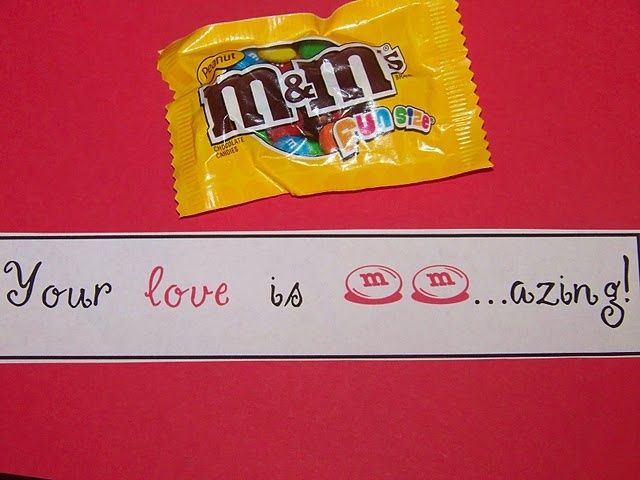 Peanut
m&m's®
CHOCOLATE
CANDIES
fun size®
Your love is m m...azing!